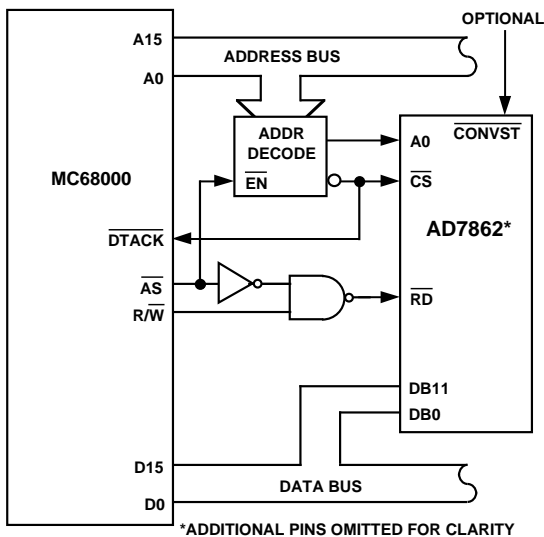 OPTIONAL
A15
ADDRESS BUS
A0
ADDR
DECODE
A0
CONVST
MC68000
EN
CS
AD7862*
DTACK
AS
RD
R/W
DB11
DB0
D15
DATA BUS
D0
*ADDITIONAL PINS OMITTED FOR CLARITY